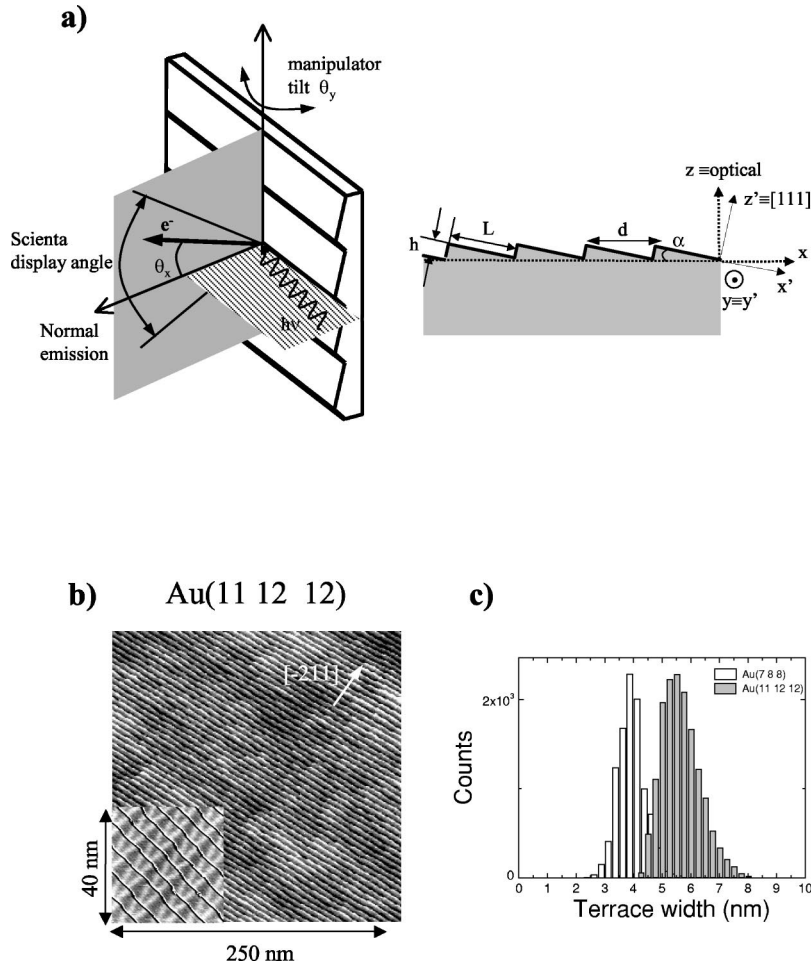 a)
manipulator
tilt θy
e-
Scienta
display angle
θx
hν
Normal
emission
z ≡optical
z'≡[111]
h
L
d
α
x
x'
y≡y'
b)
Au(11 12 12)
[-211]
40 nm
250 nm
c)
Au(7 8 8)
Au(11 12 12)
2x10³
Counts
0
0 1 2 3 4 5 6 7 8 9 10
Terrace width (nm)